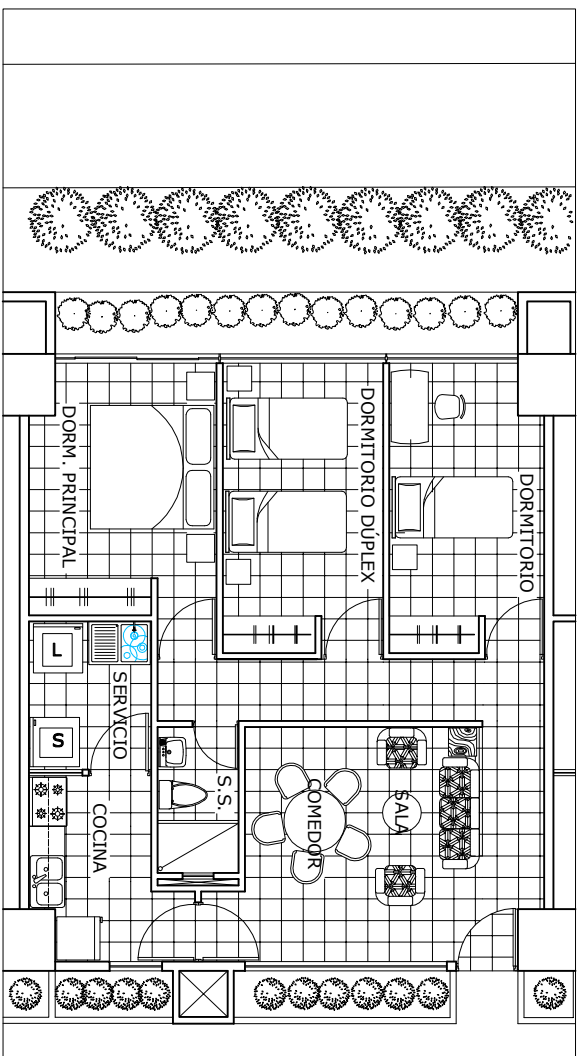 DORMITORIO
DORMITORIO DÚPLEX
DORM. PRINCIPAL
L
SERVICIO
S
S.S.
COCINA
COMEDOR
SALA